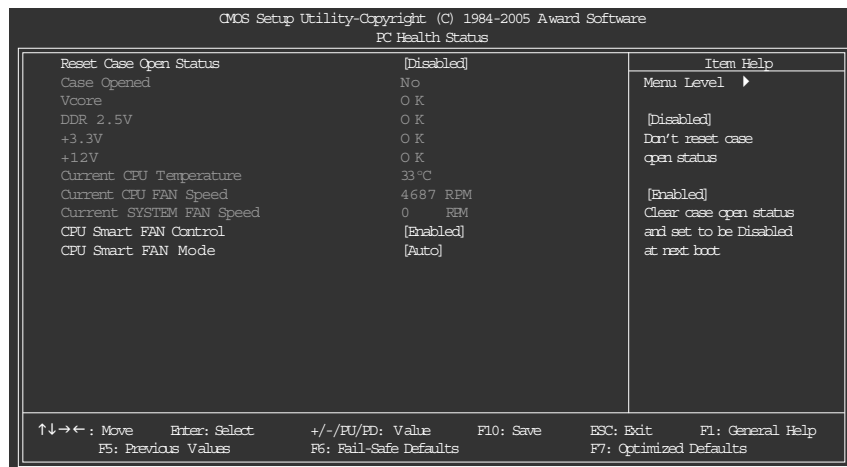 CMOS Setup Utility-Copyright (C) 1984-2005 Award Software
PC Health Status
Reset Case Open Status [Disabled]
Case Opened No
Vcore OK
DDR 2.5V OK
+3.3V OK
+12V OK
Current CPU Temperature 33°C
Current CPU FAN Speed 4687 RPM
Current SYSTEM FAN Speed 0 RPM
CPU Smart FAN Control [Enabled]
CPU Smart FAN Mode [Auto]
Item Help
Menu Level ▶
[Disabled]
Don't reset case
open status
[Enabled]
Clear case open status
and set to be Disabled
at next boot
↑↓→←: Move Enter: Select +/-/PU/PD: Value F10: Save ESC: Exit F1: General Help
F5: Previous Values F6: Fail-Safe Defaults F7: Optimized Defaults